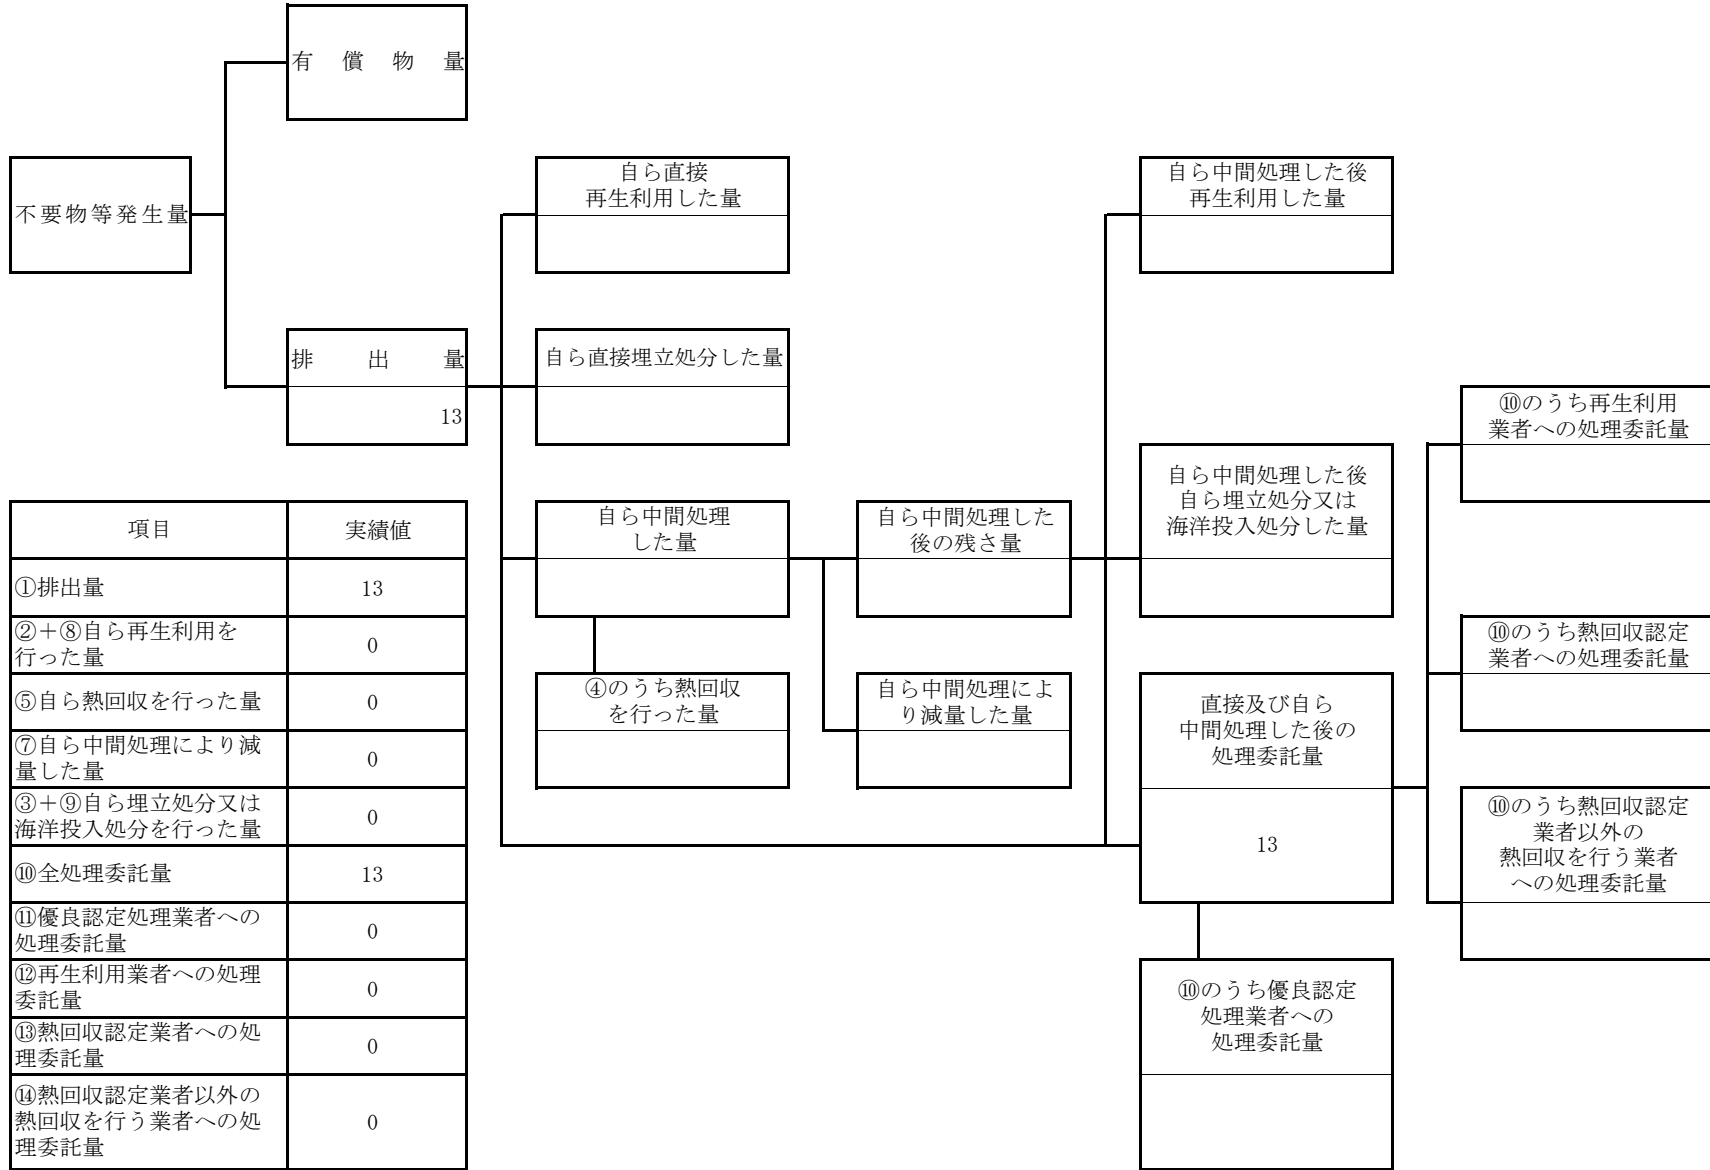 有償物量
不要物等発生量
自ら直接
再生利用した量
自ら中間処理した後
再生利用した量
排出量
13
自ら直接埋立処分した量
⑩のうち再生利用
業者への処理委託量
自ら中間処理した後
自ら埋立処分又は
海洋投入処分した量
自ら中間処理
した量
自ら中間処理した
後の残さ量
⑩のうち熱回収認定
業者への処理委託量
④のうち熱回収
を行った量
自ら中間処理によ
り減量した量
直接及び自ら
中間処理した後の
処理委託量
13
⑩のうち熱回収認定
業者以外の
熱回収を行う業者
への処理委託量
⑩のうち優良認定
処理業者への
処理委託量
項目 実績値
①排出量 13
②＋⑧自ら再生利用を
行った量 0
⑤自ら熱回収を行った量 0
⑦自ら中間処理により減
量した量 0
③＋⑨自ら埋立処分又は
海洋投入処分を行った量 0
⑩全処理委託量 13
⑪優良認定処理業者への
処理委託量 0
⑫再生利用業者への処理
委託量 0
⑬熱回収認定業者への処
理委託量 0
⑭熱回収認定業者以外の
熱回収を行う業者への処
理委託量 0